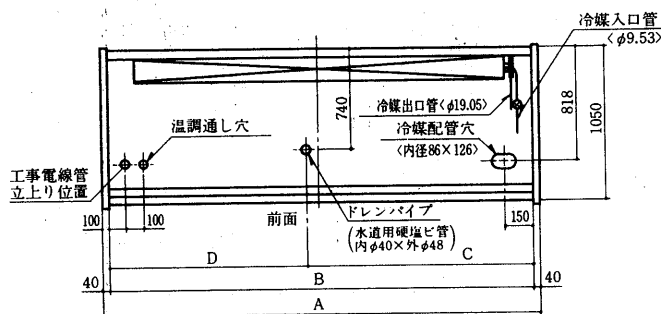 冷媒入口管
<φ9.53>
冷媒出口管<φ19.05>
740
818
1050
温調通し穴
冷媒配管穴
<内径86×126>
工事電線管
立上り位置
100
100
前面
ドレンパイプ
(水道用硬塩ビ管
内φ40×外φ48)
150
D
C
40
B
40
A